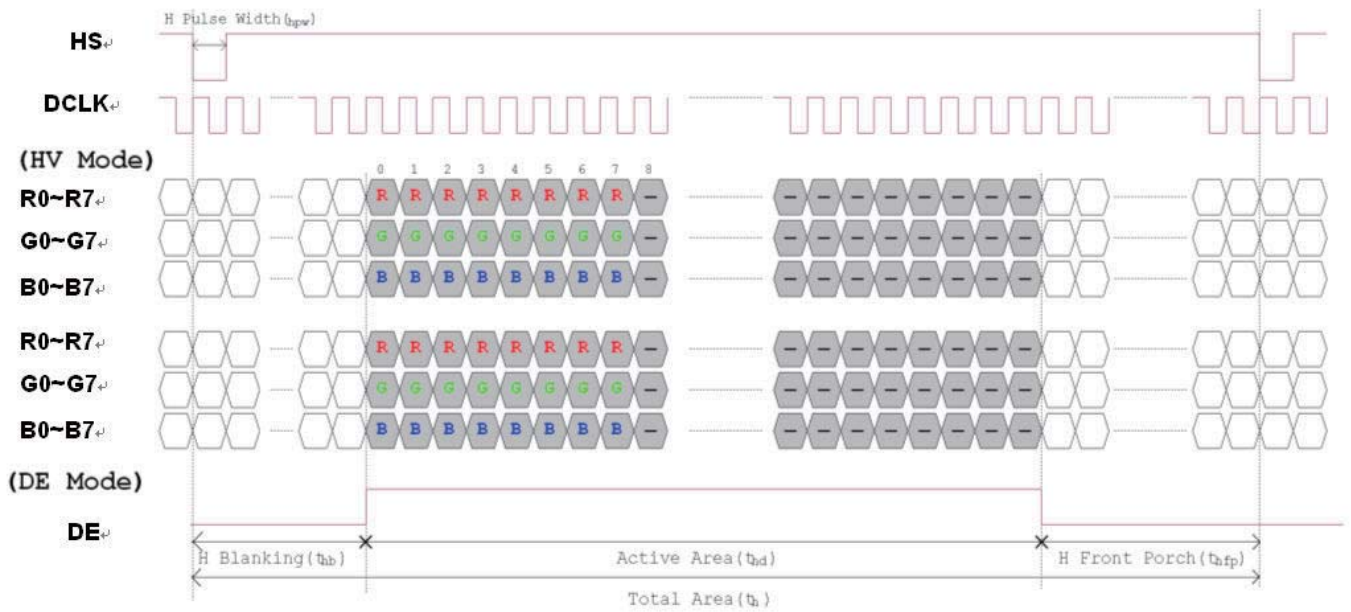 H Pulse Width(thpw)
HS↵
DCLK↵
(HV Mode)
0 1 2 3 4 5 6 7 8
R0~R7↵ R R R R R R R R – – – – – – – – –
G0~G7↵ G G G G G G G G – – – – – – – – –
B0~B7↵ B B B B B B B B – – – – – – – – –
R0~R7↵ R R R R R R R R – – – – – – – – –
G0~G7↵ G G G G G G G G – – – – – – – – –
B0~B7↵ B B B B B B B B – – – – – – – – –
(DE Mode)
DE↵
H Blanking(thb) Active Area(thd) H Front Porch(thfp)
Total Area(th)